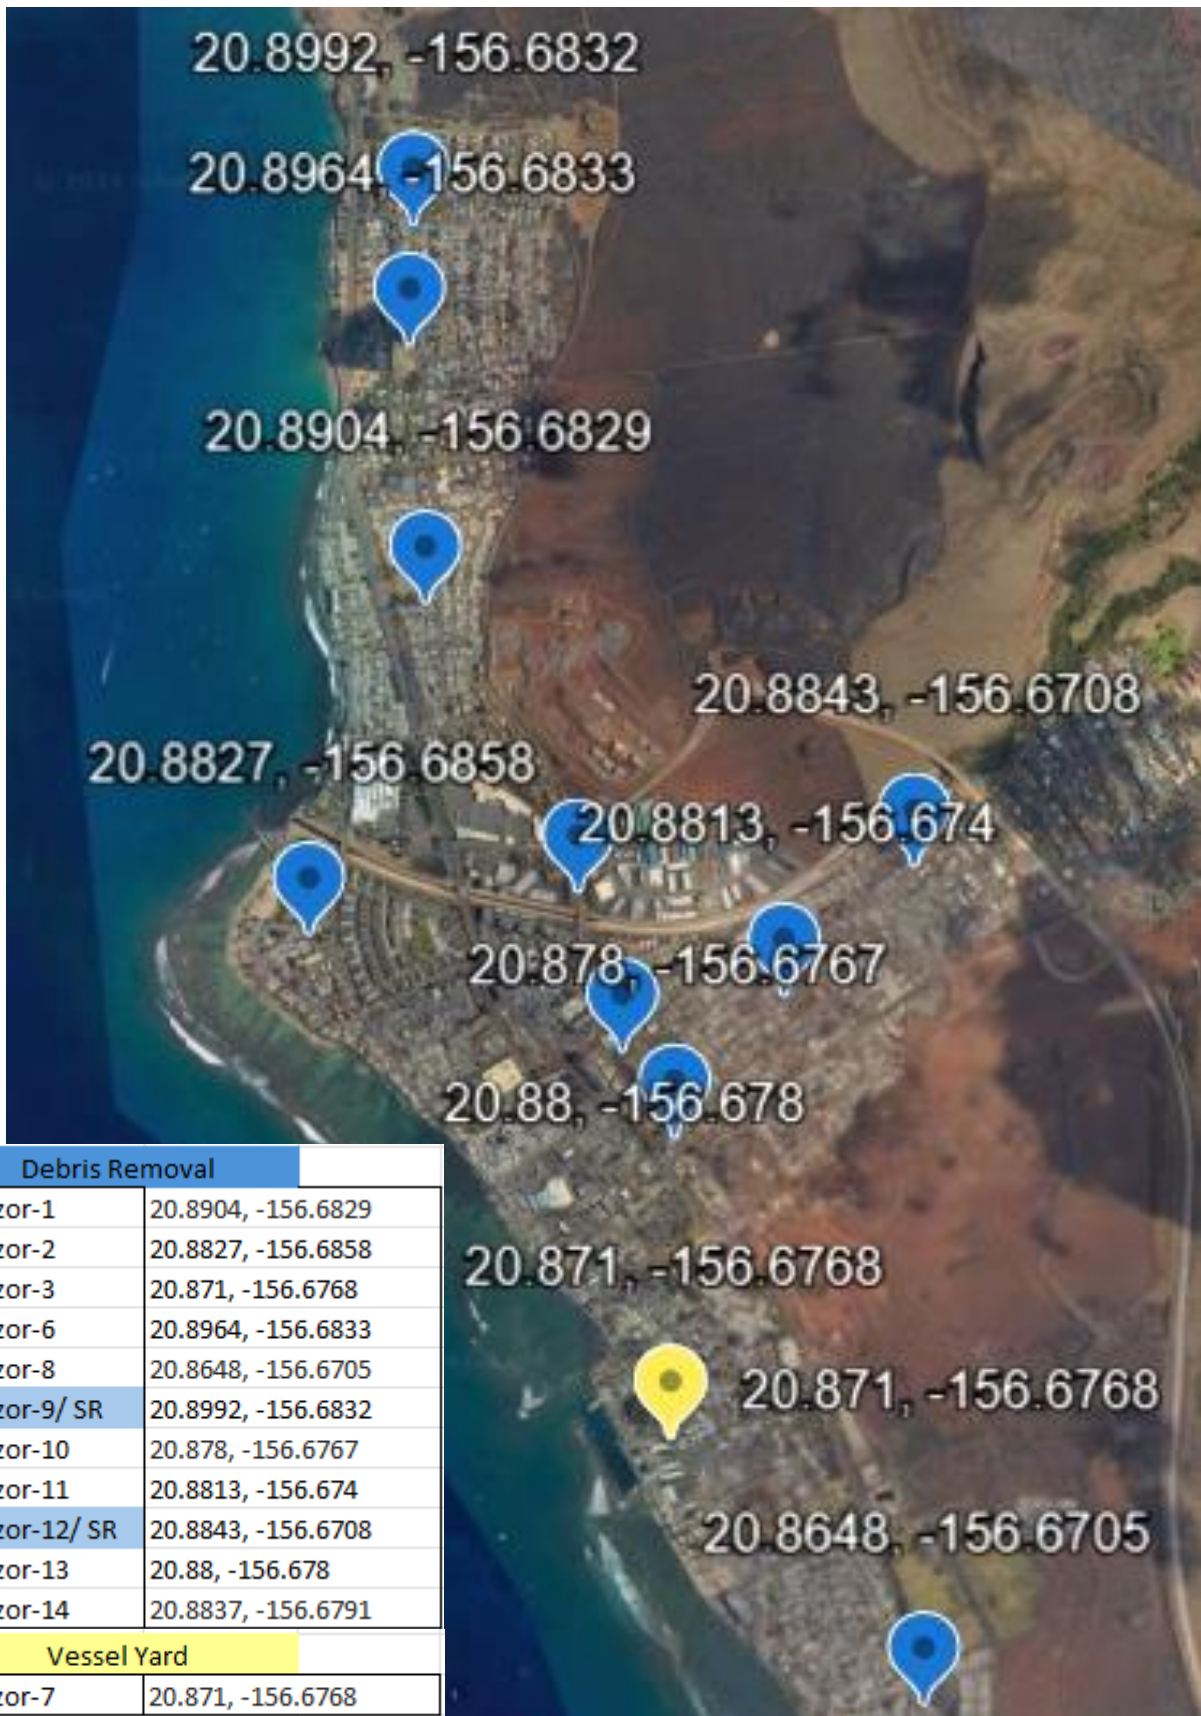 20.8992, -156.6832
20.8964, -156.6833
20.8904, -156.6829
20.8843, -156.6708
20.8827, -156.6858
20.8813, -156.674
20.878, -156.6767
20.88, -156.678
20.871, -156.6768
20.871, -156.6768
20.8648, -156.6705
Debris Removal
zor-1 20.8904, -156.6829
zor-2 20.8827, -156.6858
zor-3 20.871, -156.6768
zor-6 20.8964, -156.6833
zor-8 20.8648, -156.6705
zor-9/ SR 20.8992, -156.6832
zor-10 20.878, -156.6767
zor-11 20.8813, -156.674
zor-12/ SR 20.8843, -156.6708
zor-13 20.88, -156.678
zor-14 20.8837, -156.6791
Vessel Yard
zor-7 20.871, -156.6768